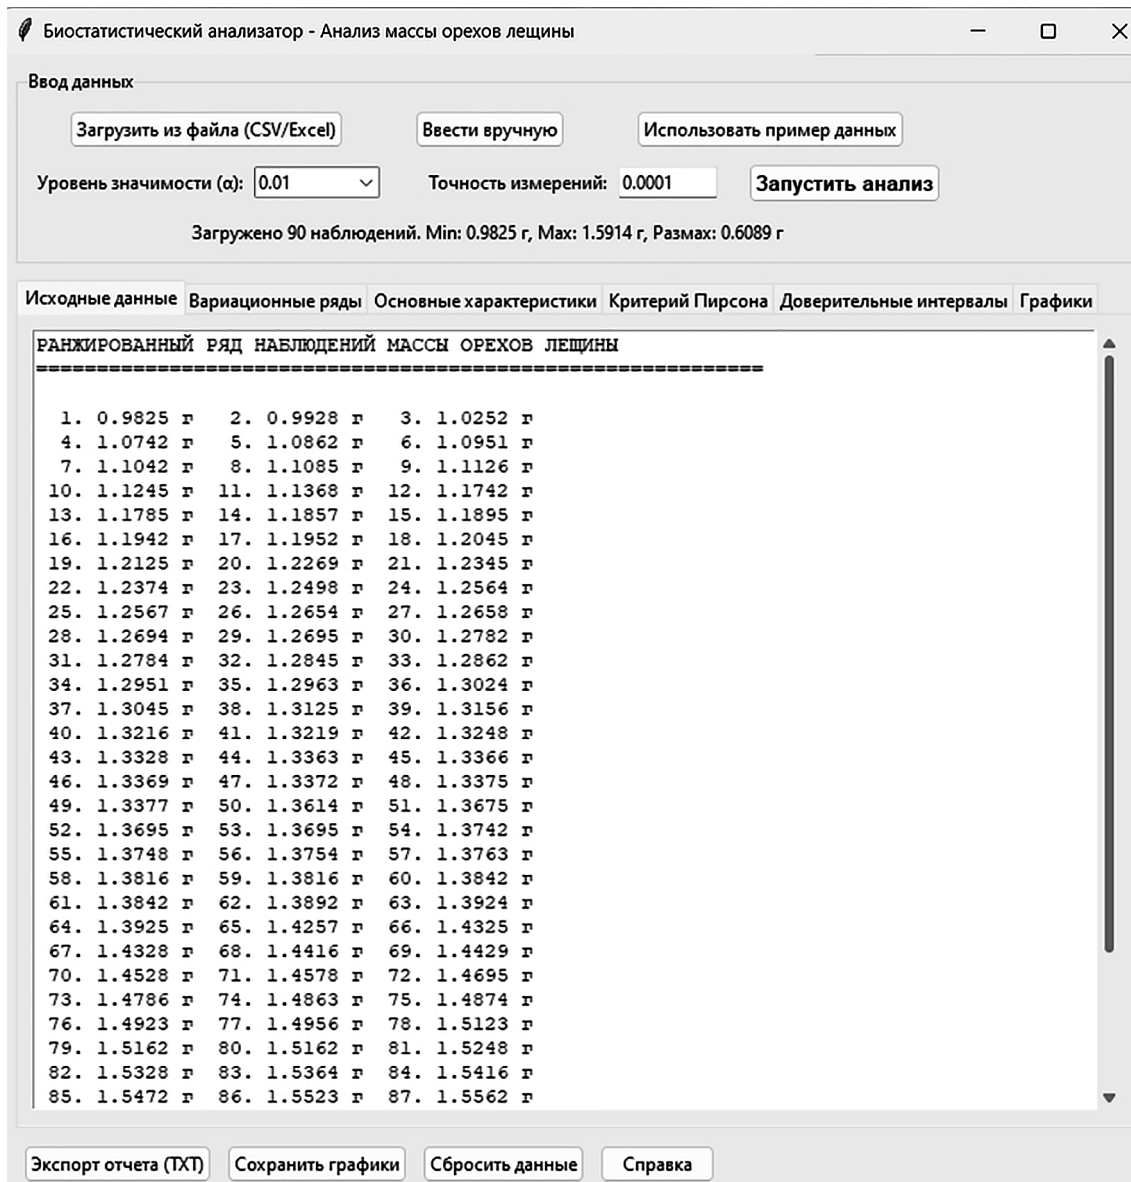 Биостатистический анализатор - Анализ массы орехов лещины
Ввод данных
Загрузить из файла (CSV/Excel) Ввести вручную Использовать пример данных
Уровень значимости (α): 0.01 Точность измерений: 0.0001 Запустить анализ
Загружено 90 наблюдений. Min: 0.9825 г, Max: 1.5914 г, Размах: 0.6089 г
Исходные данные Вариационные ряды Основные характеристики Критерий Пирсона Доверительные интервалы Графики
РАНЖИРОВАННЫЙ РЯД НАБЛЮДЕНИЙ МАССЫ ОРЕХОВ ЛЕЩИНЫ
============================================================
1. 0.9825 г 2. 0.9928 г 3. 1.0252 г
4. 1.0742 г 5. 1.0862 г 6. 1.0951 г
7. 1.1042 г 8. 1.1085 г 9. 1.1126 г
10. 1.1245 г 11. 1.1368 г 12. 1.1742 г
13. 1.1785 г 14. 1.1857 г 15. 1.1895 г
16. 1.1942 г 17. 1.1952 г 18. 1.2045 г
19. 1.2125 г 20. 1.2269 г 21. 1.2345 г
22. 1.2374 г 23. 1.2498 г 24. 1.2564 г
25. 1.2567 г 26. 1.2654 г 27. 1.2658 г
28. 1.2694 г 29. 1.2695 г 30. 1.2782 г
31. 1.2784 г 32. 1.2845 г 33. 1.2862 г
34. 1.2951 г 35. 1.2963 г 36. 1.3024 г
37. 1.3045 г 38. 1.3125 г 39. 1.3156 г
40. 1.3216 г 41. 1.3219 г 42. 1.3248 г
43. 1.3328 г 44. 1.3363 г 45. 1.3366 г
46. 1.3369 г 47. 1.3372 г 48. 1.3375 г
49. 1.3377 г 50. 1.3614 г 51. 1.3675 г
52. 1.3695 г 53. 1.3695 г 54. 1.3742 г
55. 1.3748 г 56. 1.3754 г 57. 1.3763 г
58. 1.3816 г 59. 1.3816 г 60. 1.3842 г
61. 1.3842 г 62. 1.3892 г 63. 1.3924 г
64. 1.3925 г 65. 1.4257 г 66. 1.4325 г
67. 1.4328 г 68. 1.4416 г 69. 1.4429 г
70. 1.4528 г 71. 1.4578 г 72. 1.4695 г
73. 1.4786 г 74. 1.4863 г 75. 1.4874 г
76. 1.4923 г 77. 1.4956 г 78. 1.5123 г
79. 1.5162 г 80. 1.5162 г 81. 1.5248 г
82. 1.5328 г 83. 1.5364 г 84. 1.5416 г
85. 1.5472 г 86. 1.5523 г 87. 1.5562 г
Экспорт отчета (TXT) Сохранить графики Сбросить данные Справка